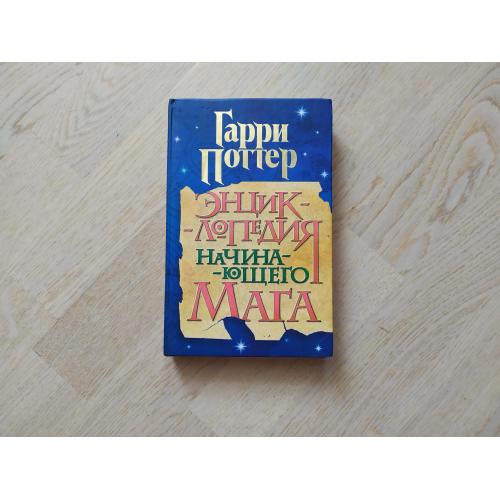 Гарри
Поттер
ЭНЦИК-
-ЛОПЕДИЯ
НАЧИНА-
-ЮЩЕГО
МАГА